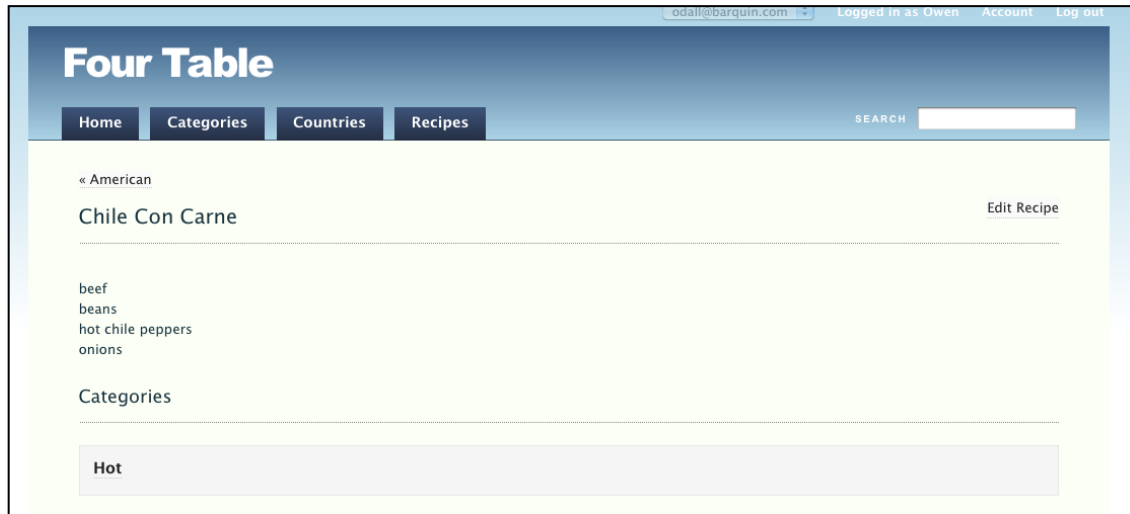 odall@barquin.com Logged in as Owen Account Log out
Four Table
Home Categories Countries Recipes SEARCH
« American
Chile Con Carne Edit Recipe
beef
beans
hot chile peppers
onions
Categories
Hot